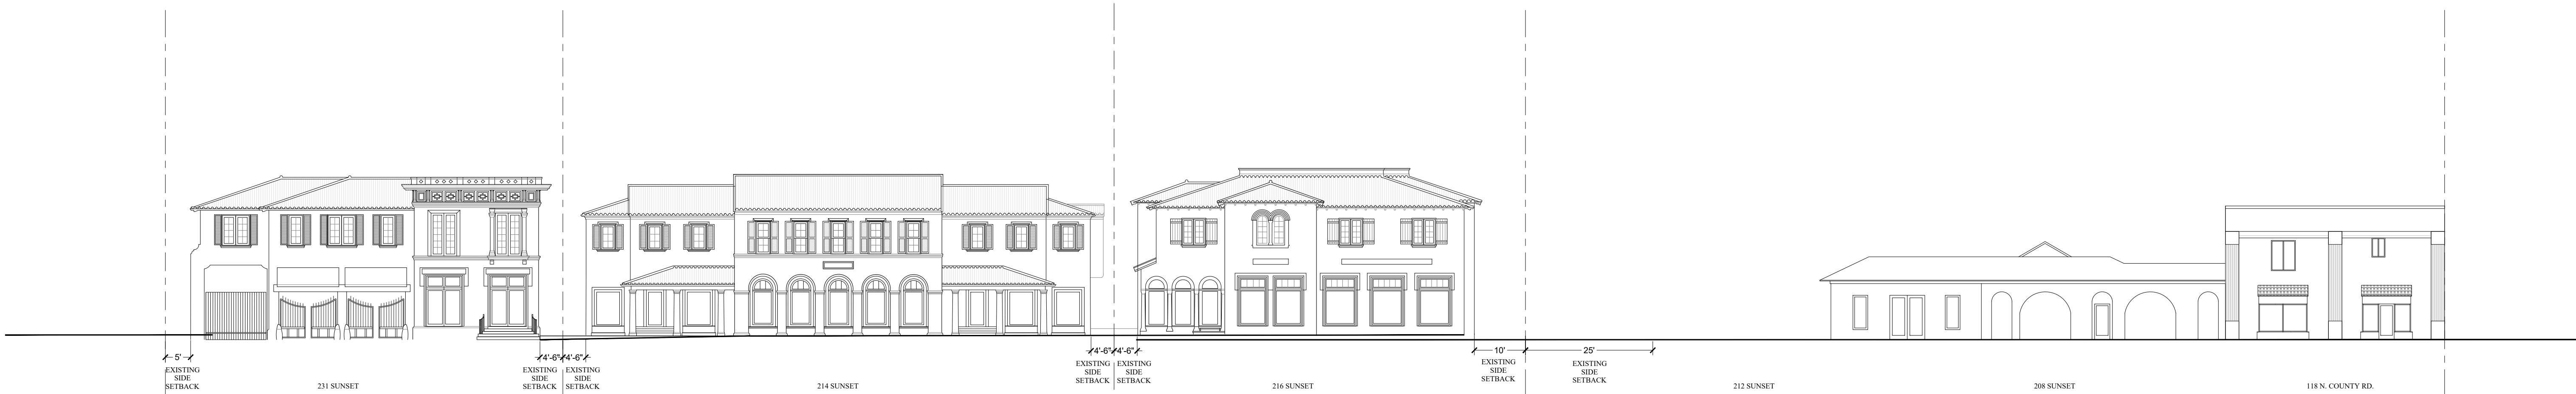 5'
4'-6"
4'-6"
4'-6"
4'-6"
10'
25'
EXISTING
SIDE
SETBACK
EXISTING
SIDE
SETBACK
EXISTING
SIDE
SETBACK
EXISTING
SIDE
SETBACK
EXISTING
SIDE
SETBACK
EXISTING
SIDE
SETBACK
EXISTING
SIDE
SETBACK
231 SUNSET
214 SUNSET
216 SUNSET
212 SUNSET
208 SUNSET
118 N. COUNTY RD.